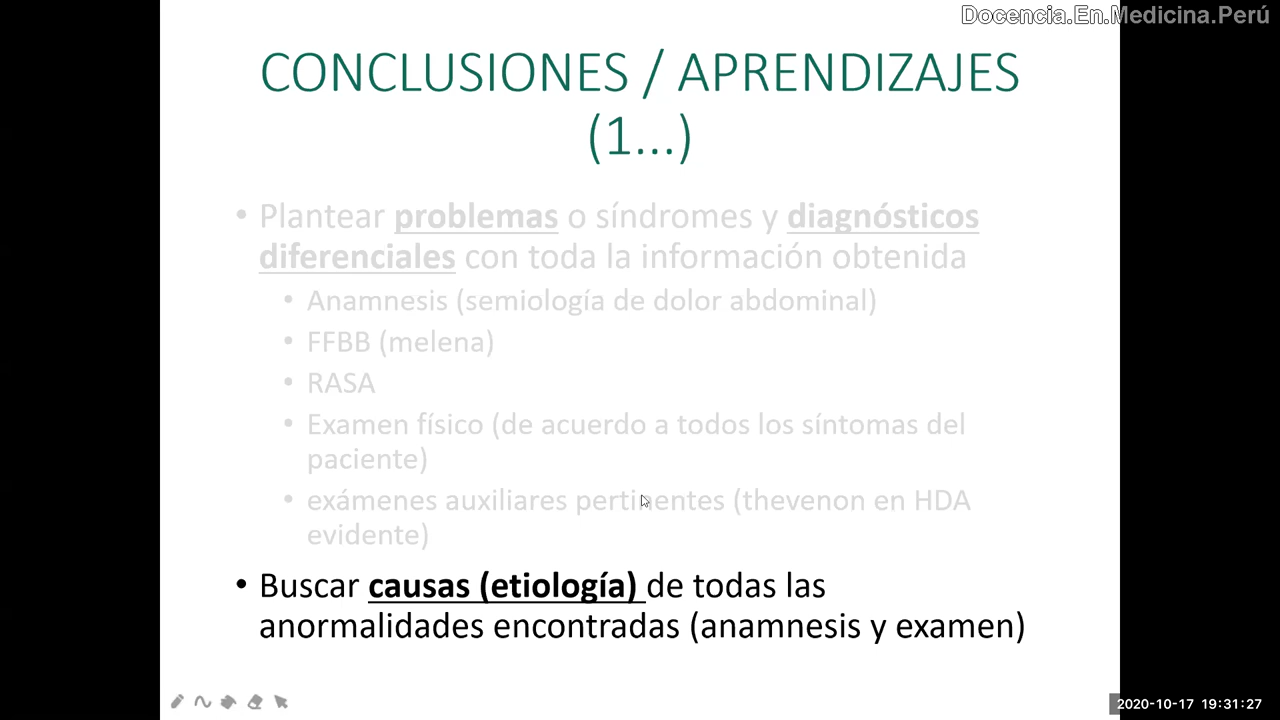 Docencia.En.Medicina.Perú
CONCLUSIONES / APRENDIZAJES
(1...)
• Plantear problemas o síndromes y diagnósticos
diferenciales con toda la información obtenida
• Anamnesis (semiología de dolor abdominal)
• FFBB (melena)
• RASA
• Examen físico (de acuerdo a todos los síntomas del
paciente)
• exámenes auxiliares pertinentes (thevenon en HDA
evidente)
• Buscar causas (etiología) de todas las
anormalidades encontradas (anamnesis y examen)
2020-10-17 19:31:27